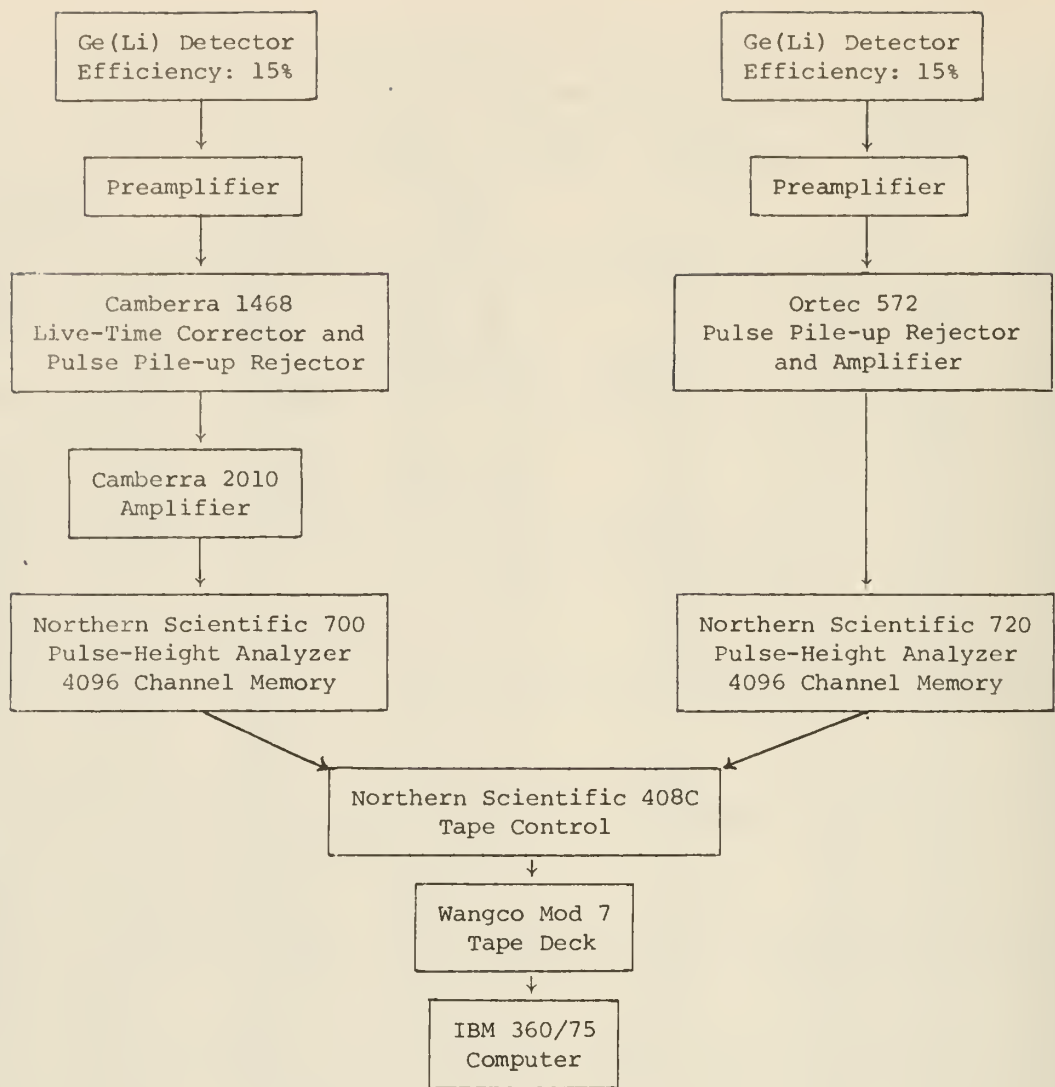 Ge(Li) Detector
Efficiency: 15%
Preamplifier
Camberra 1468
Live-Time Corrector and
Pulse Pile-up Rejector
Camberra 2010
Amplifier
Northern Scientific 700
Pulse-Height Analyzer
4096 Channel Memory
Ge(Li) Detector
Efficiency: 15%
Preamplifier
Ortec 572
Pulse Pile-up Rejector
and Amplifier
Northern Scientific 720
Pulse-Height Analyzer
4096 Channel Memory
Northern Scientific 408C
Tape Control
Wangco Mod 7
Tape Deck
IBM 360/75
Computer